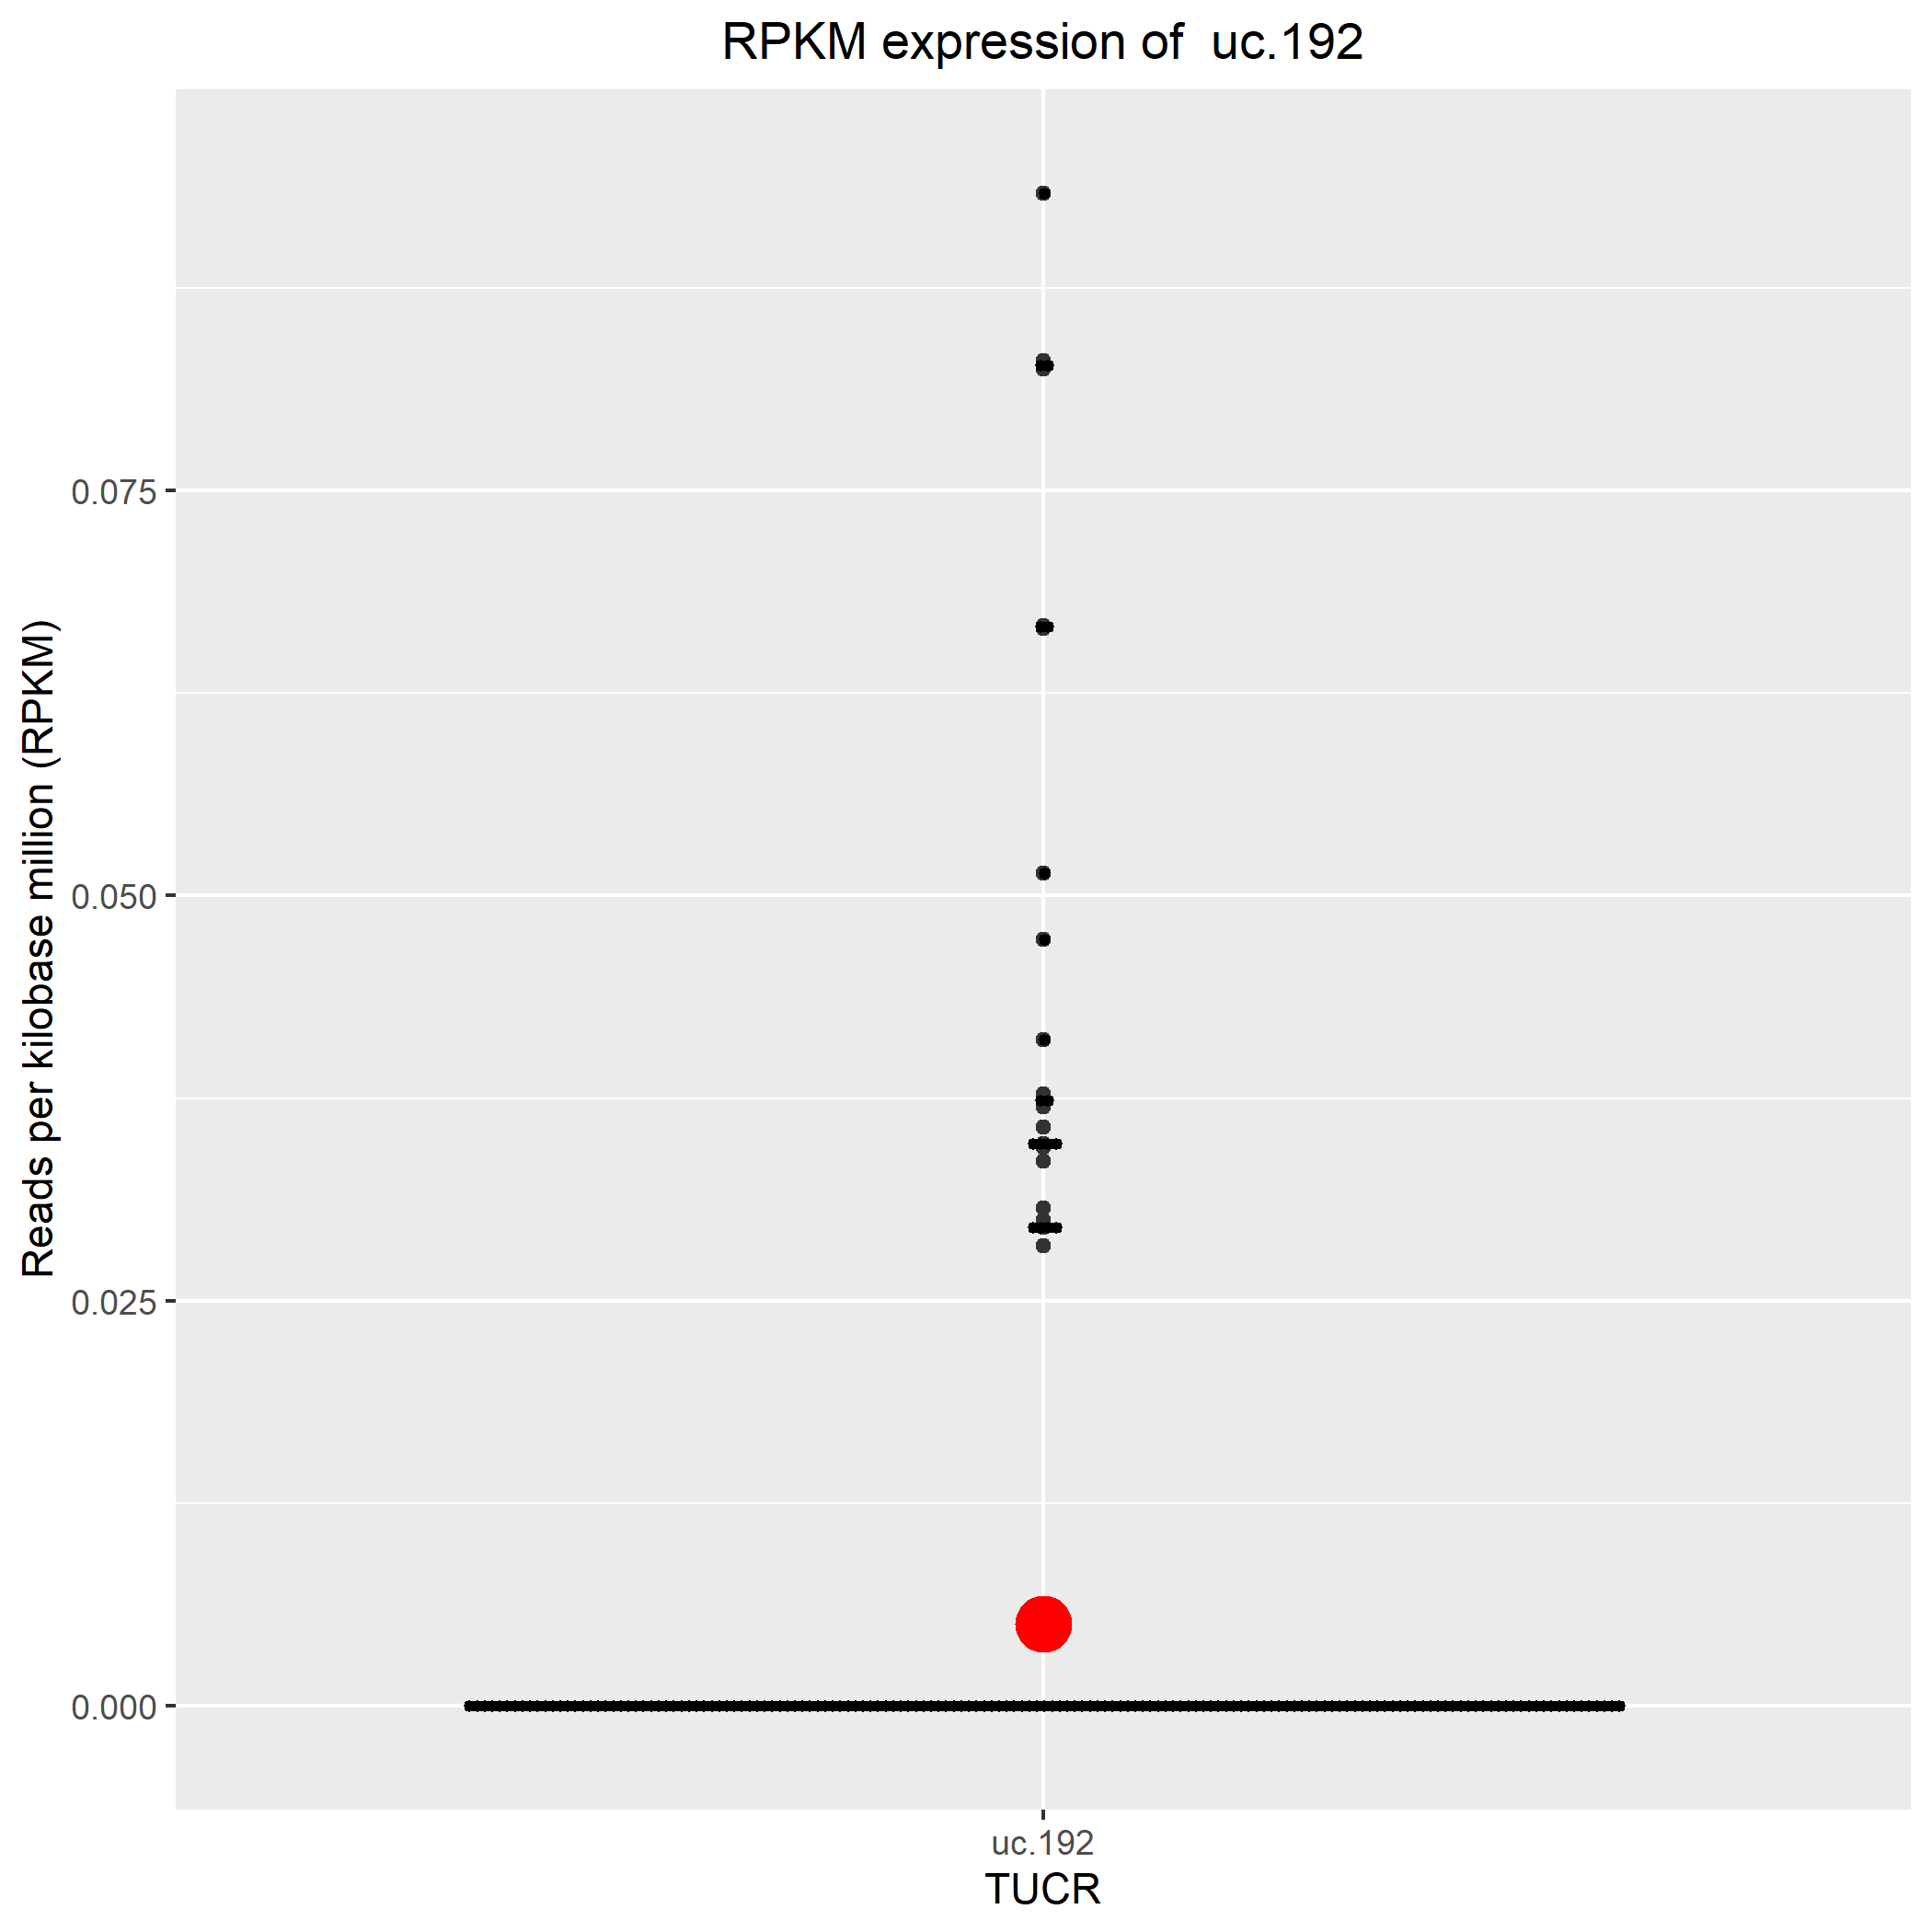 RPKM expression of  uc.192
Reads per kilobase million (RPKM)
0.075
0.050
0.025
0.000
uc.192
TUCR